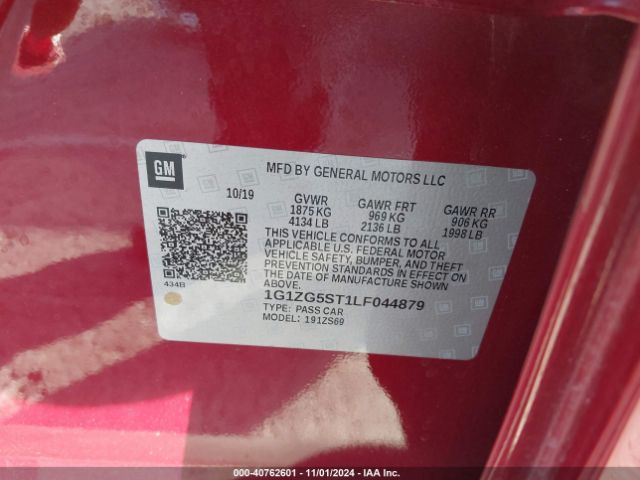 GM
MFD BY GENERAL MOTORS LLC
10/19
GVWR
1875 KG
4134 LB
GAWR FRT
969 KG
2136 LB
GAWR RR
906 KG
1998 LB
THIS VEHICLE CONFORMS TO ALL
APPLICABLE U.S. FEDERAL MOTOR
VEHICLE SAFETY, BUMPER, AND THEFT
PREVENTION STANDARDS IN EFFECT ON
THE DATE OF MANUFACTURE SHOWN
ABOVE.
434B
1G1ZG5ST1LF044879
TYPE: PASS CAR
MODEL: 191ZS69
000-40762601 - 11/01/2024 - IAA Inc.